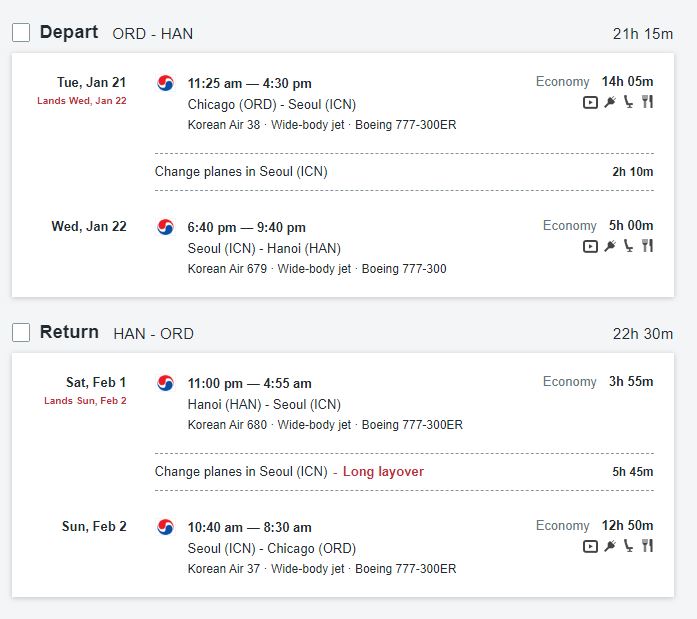 Depart ORD - HAN 21h 15m
Tue, Jan 21 11:25 am — 4:30 pm Economy 14h 05m
Lands Wed, Jan 22 Chicago (ORD) - Seoul (ICN)
Korean Air 38 · Wide-body jet · Boeing 777-300ER
Change planes in Seoul (ICN) 2h 10m
Wed, Jan 22 6:40 pm — 9:40 pm Economy 5h 00m
Seoul (ICN) - Hanoi (HAN)
Korean Air 679 · Wide-body jet · Boeing 777-300
Return HAN - ORD 22h 30m
Sat, Feb 1 11:00 pm — 4:55 am Economy 3h 55m
Lands Sun, Feb 2 Hanoi (HAN) - Seoul (ICN)
Korean Air 680 · Wide-body jet · Boeing 777-300ER
Change planes in Seoul (ICN) - Long layover 5h 45m
Sun, Feb 2 10:40 am — 8:30 am Economy 12h 50m
Seoul (ICN) - Chicago (ORD)
Korean Air 37 · Wide-body jet · Boeing 777-300ER